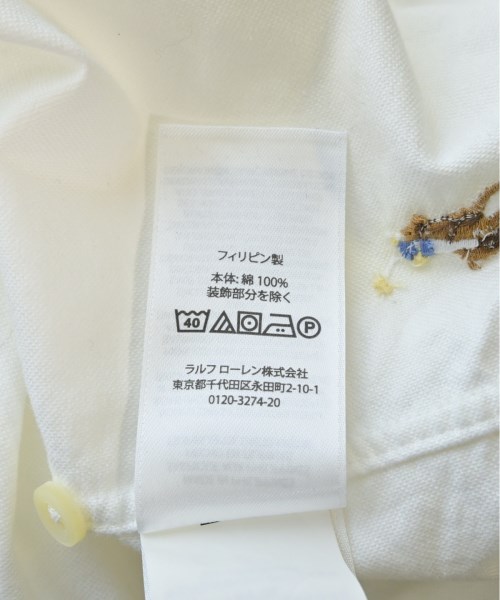 フィリピン製
本体: 綿 100%
装飾部分を除く
40 P
ラルフ ローレン株式会社
東京都千代田区永田町2-10-1
0120-3274-20